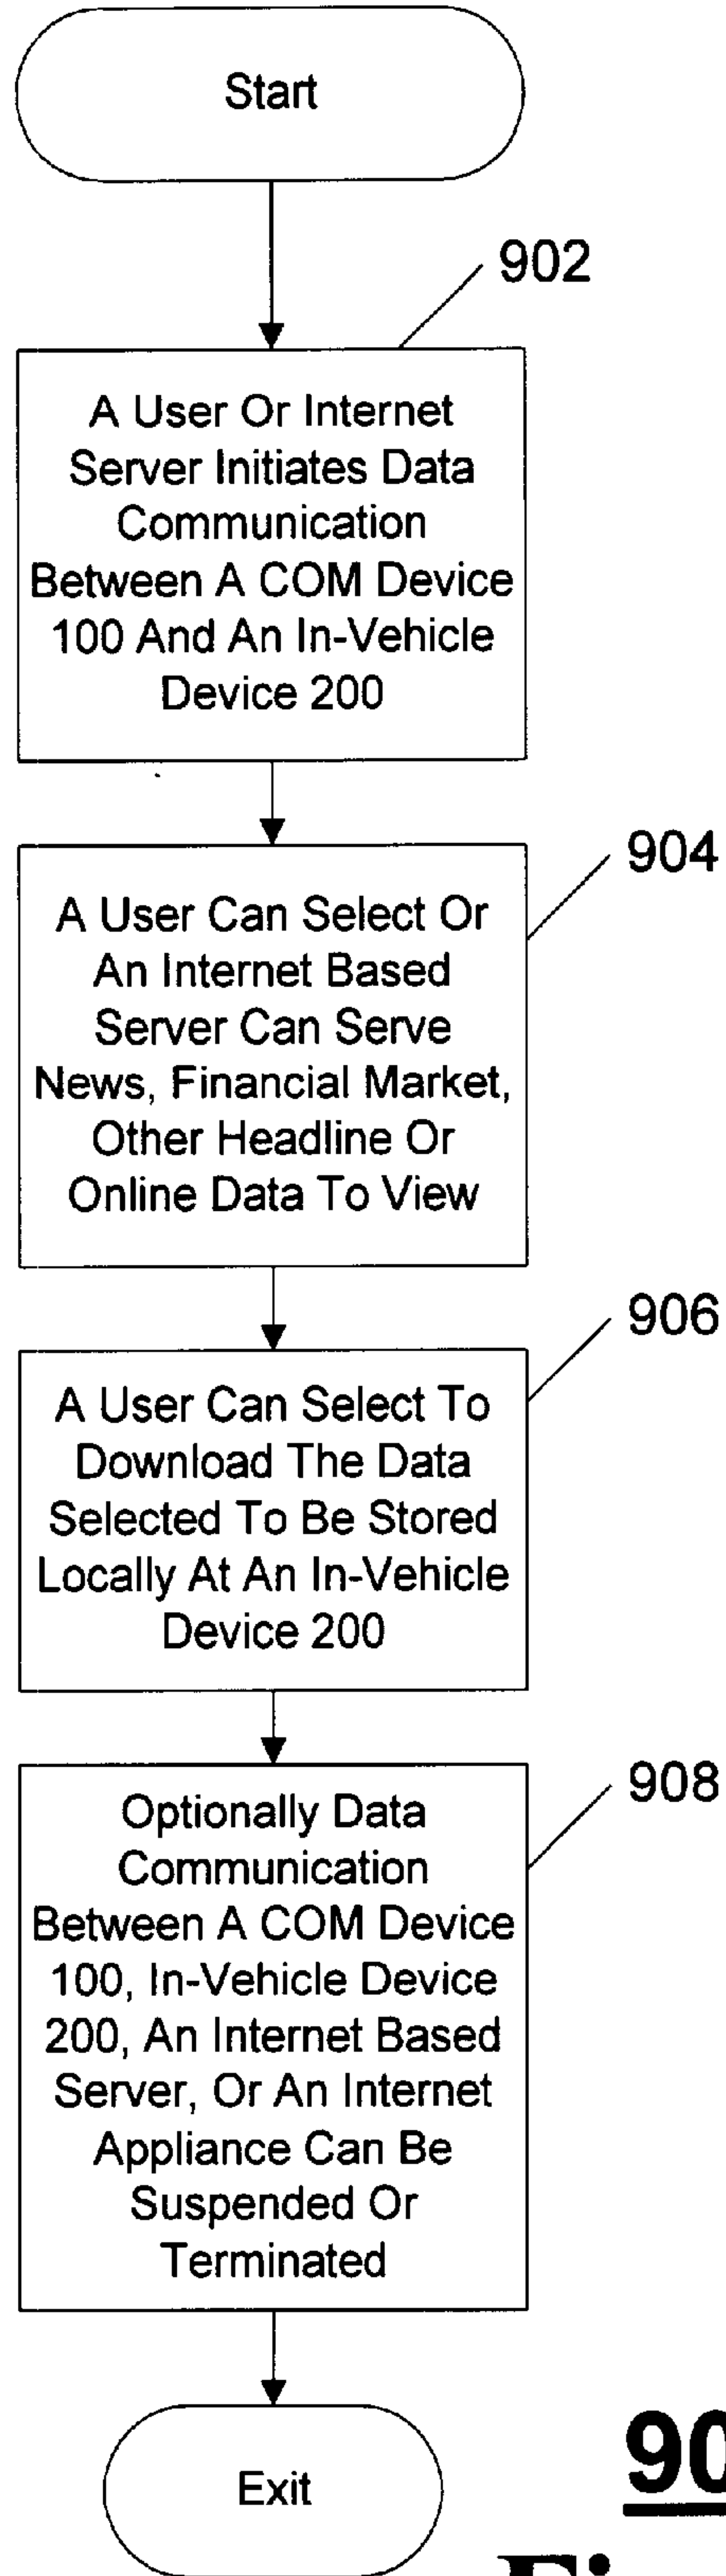 Start
902
A User Or Internet
Server Initiates Data
Communication
Between A COM Device
100 And An In-Vehicle
Device 200
904
A User Can Select Or
An Internet Based
Server Can Serve
News, Financial Market,
Other Headline Or
Online Data To View
906
A User Can Select To
Download The Data
Selected To Be Stored
Locally At An In-Vehicle
Device 200
908
Optionally Data
Communication
Between A COM Device
100, In-Vehicle Device
200, An Internet Based
Server, Or An Internet
Appliance Can Be
Suspended Or
Terminated
Exit